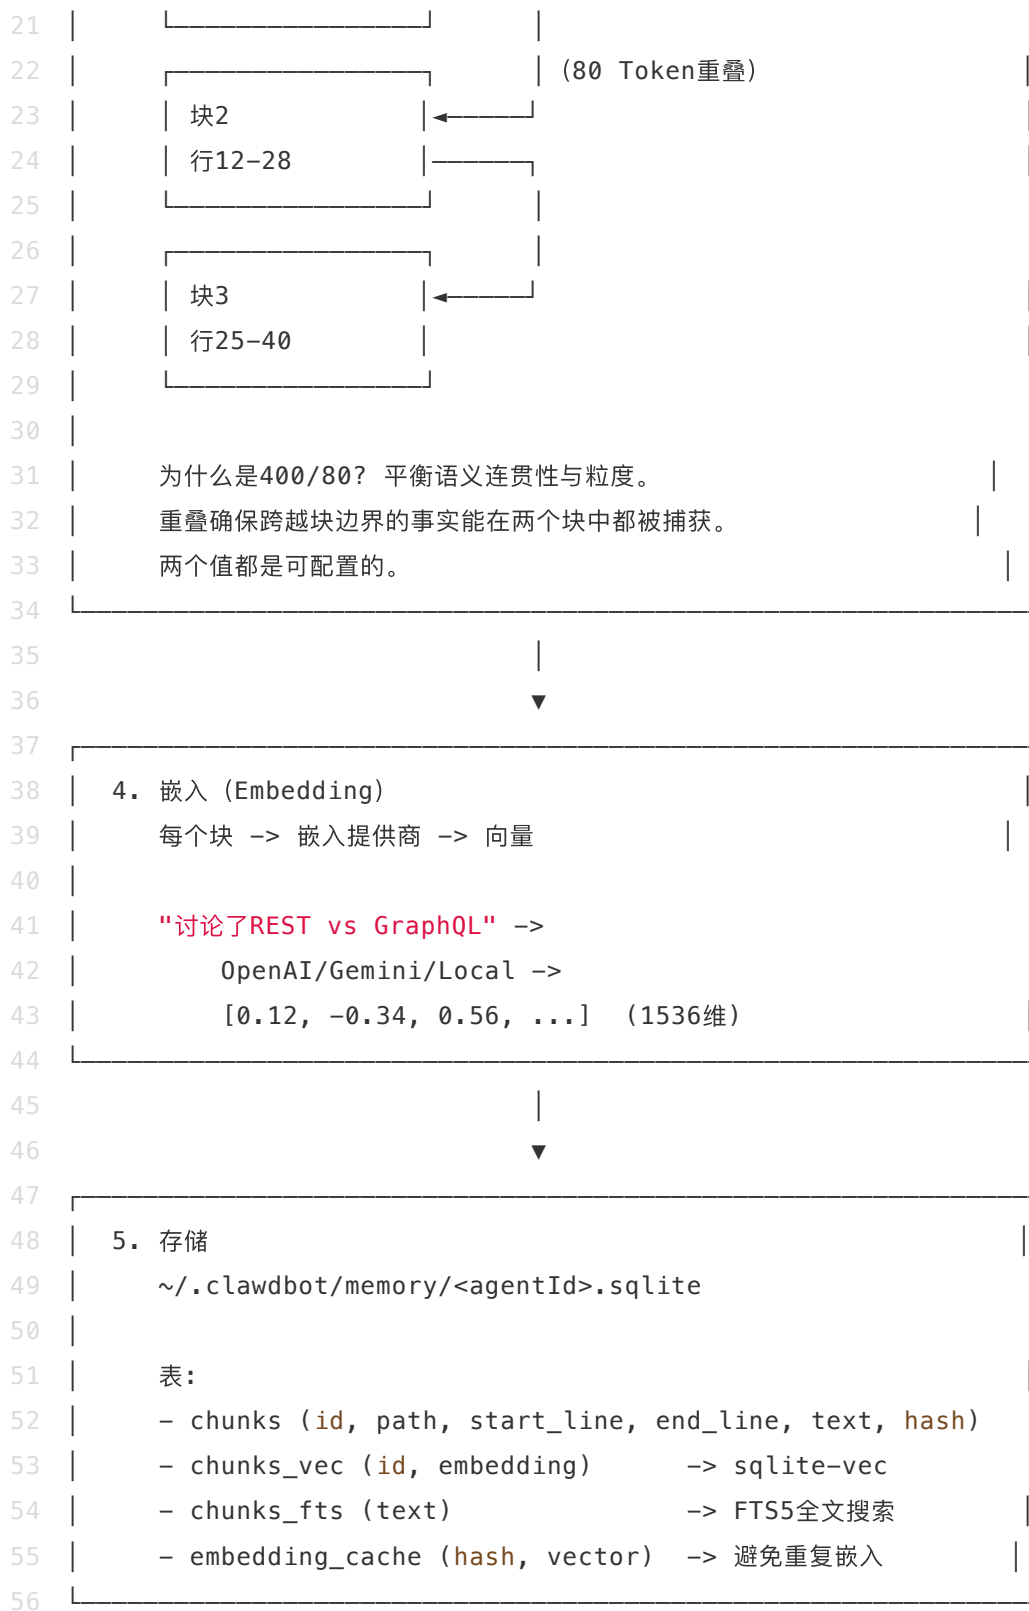 21
22 (80 Token重叠)
23 块2
24 行12-28
25
26
27 块3
28 行25-40
29
30
31 为什么是400/80? 平衡语义连贯性与粒度。
32 重叠确保跨越块边界的事实能在两个块中都被捕获。
33 两个值都是可配置的。
34
35
36
37
38 4. 嵌入 (Embedding)
39 每个块 -> 嵌入提供商 -> 向量
40
41 "讨论了REST vs GraphQL" ->
42 OpenAI/Gemini/Local ->
43 [0.12, -0.34, 0.56, ...] (1536维)
44
45
46
47
48 5. 存储
49 ~/.clawdbot/memory/<agentId>.sqlite
50
51 表:
52 - chunks (id, path, start_line, end_line, text, hash)
53 - chunks_vec (id, embedding) -> sqlite-vec
54 - chunks_fts (text) -> FTS5全文搜索
55 - embedding_cache (hash, vector) -> 避免重复嵌入
56